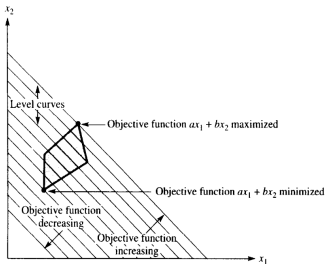 x₂
Level curves
Objective function ax₁ + bx₂ maximized
Objective function ax₁ + bx₂ minimized
Objective function
decreasing
Objective function
increasing
x₁